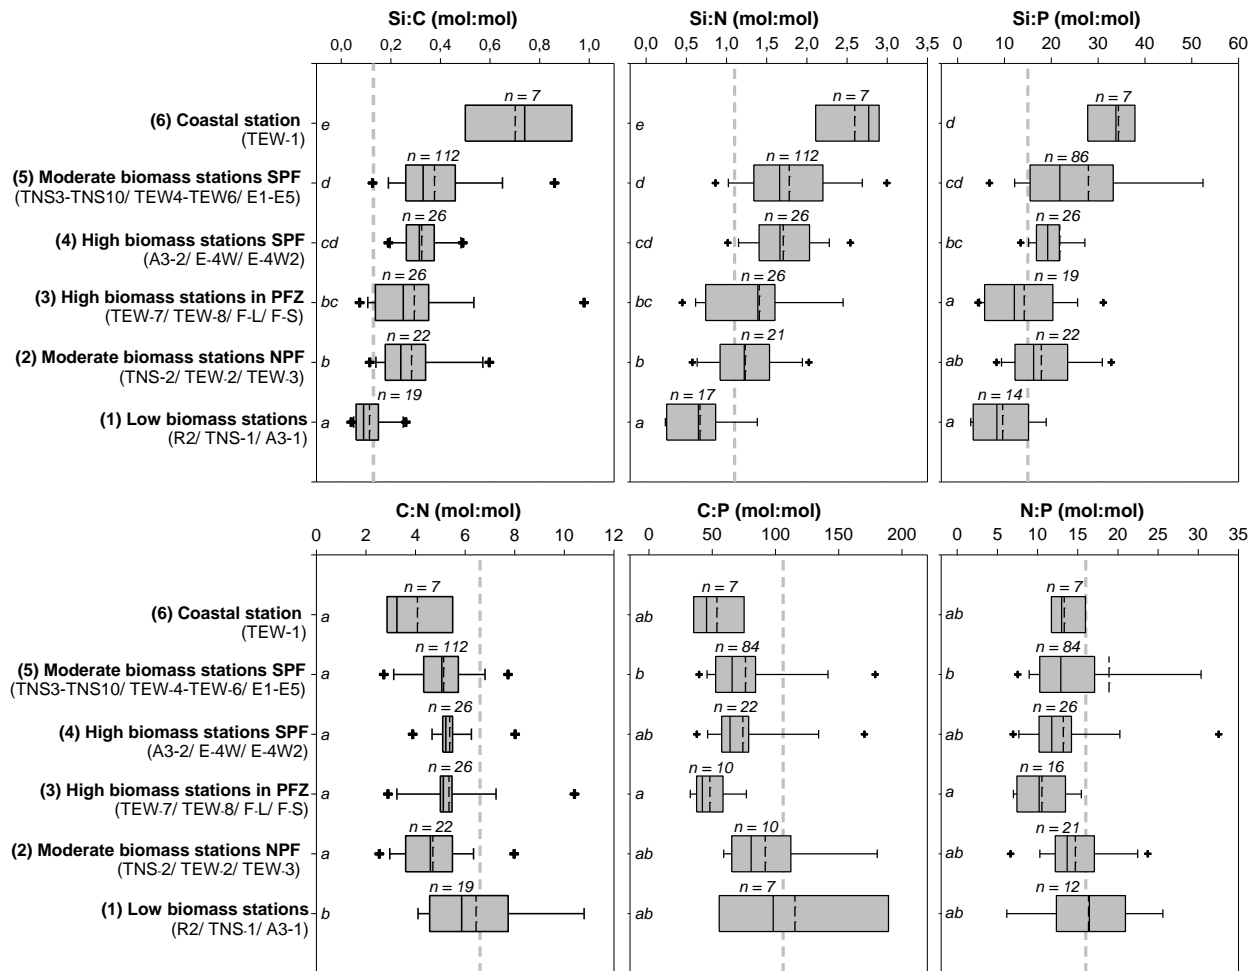 Si:C (mol:mol) Si:N (mol:mol) Si:P (mol:mol)
0,0 0,2 0,4 0,6 0,8 1,0 0,0 0,5 1,0 1,5 2,0 2,5 3,0 3,5 0 10 20 30 40 50 60
n = 7 n = 7 n = 7
(6) Coastal station e e d
(TEW-1)
n = 112 n = 112 n = 86
(5) Moderate biomass stations SPF d d cd
(TNS3-TNS10/ TEW4-TEW6/ E1-E5)
n = 26 n = 26 n = 26
(4) High biomass stations SPF cd cd bc
(A3-2/ E-4W/ E-4W2)
n = 26 n = 26 n = 19
(3) High biomass stations in PFZ bc bc a
(TEW-7/ TEW-8/ F-L/ F-S)
n = 22 n = 21 n = 22
(2) Moderate biomass stations NPF b b ab
(TNS-2/ TEW-2/ TEW-3)
n = 19 n = 17 n = 14
(1) Low biomass stations a a a
(R2/ TNS-1/ A3-1)
C:N (mol:mol) C:P (mol:mol) N:P (mol:mol)
0 2 4 6 8 10 12 0 50 100 150 200 0 5 10 15 20 25 30 35
n = 7 n = 7 n = 7
(6) Coastal station a ab ab
(TEW-1)
n = 112 n = 84 n = 84
(5) Moderate biomass stations SPF a b b
(TNS3-TNS10/ TEW-4-TEW-6/ E1-E5)
n = 26 n = 22 n = 26
(4) High biomass stations SPF a ab ab
(A3-2/ E-4W/ E-4W2)
n = 26 n = 10 n = 16
(3) High biomass stations in PFZ a a a
(TEW-7/ TEW-8/ F-L/ F-S)
n = 22 n = 10 n = 21
(2) Moderate biomass stations NPF a ab ab
(TNS-2/ TEW-2/ TEW-3)
n = 19 n = 7 n = 12
(1) Low biomass stations b ab ab
(R2/ TNS-1/ A3-1)